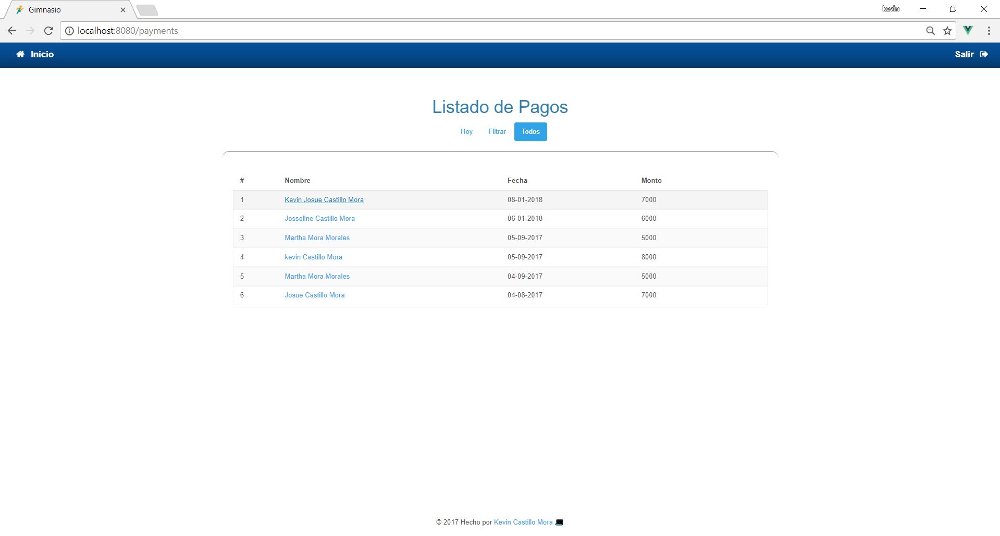 Gimnasio
kevin
localhost:8080/payments
Inicio
Salir
Listado de Pagos
Hoy Filtrar Todos
# Nombre Fecha Monto
1 Kevin Josue Castillo Mora 08-01-2018 7000
2 Josseline Castillo Mora 06-01-2018 6000
3 Martha Mora Morales 05-09-2017 5000
4 kevin Castillo Mora 05-09-2017 8000
5 Martha Mora Morales 04-09-2017 5000
6 Josue Castillo Mora 04-08-2017 7000
© 2017 Hecho por Kevin Castillo Mora